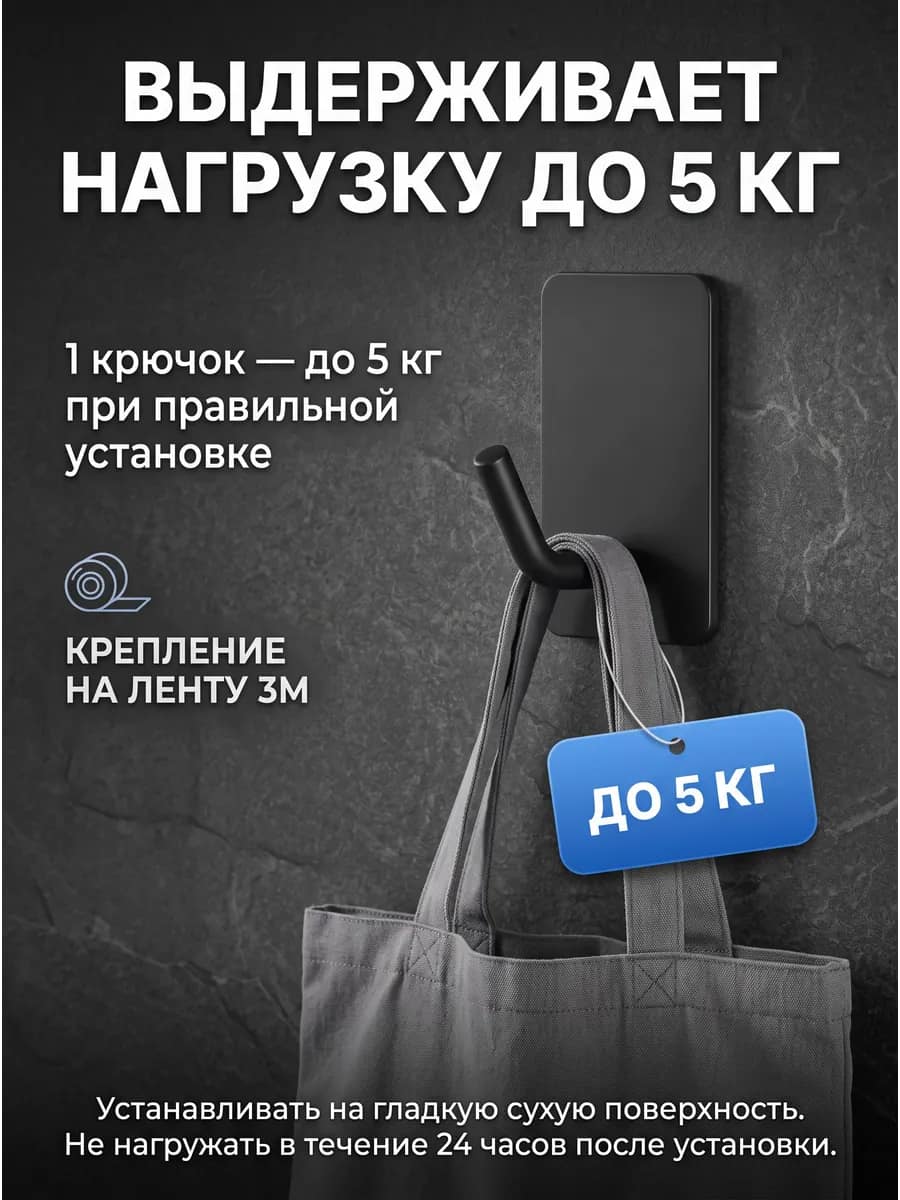 ВЫДЕРЖИВАЕТ
НАГРУЗКУ ДО 5 КГ
1 крючок — до 5 кг
при правильной
установке
КРЕПЛЕНИЕ
НА ЛЕНТУ 3М
ДО 5 КГ
Устанавливать на гладкую сухую поверхность.
Не нагружать в течение 24 часов после установки.